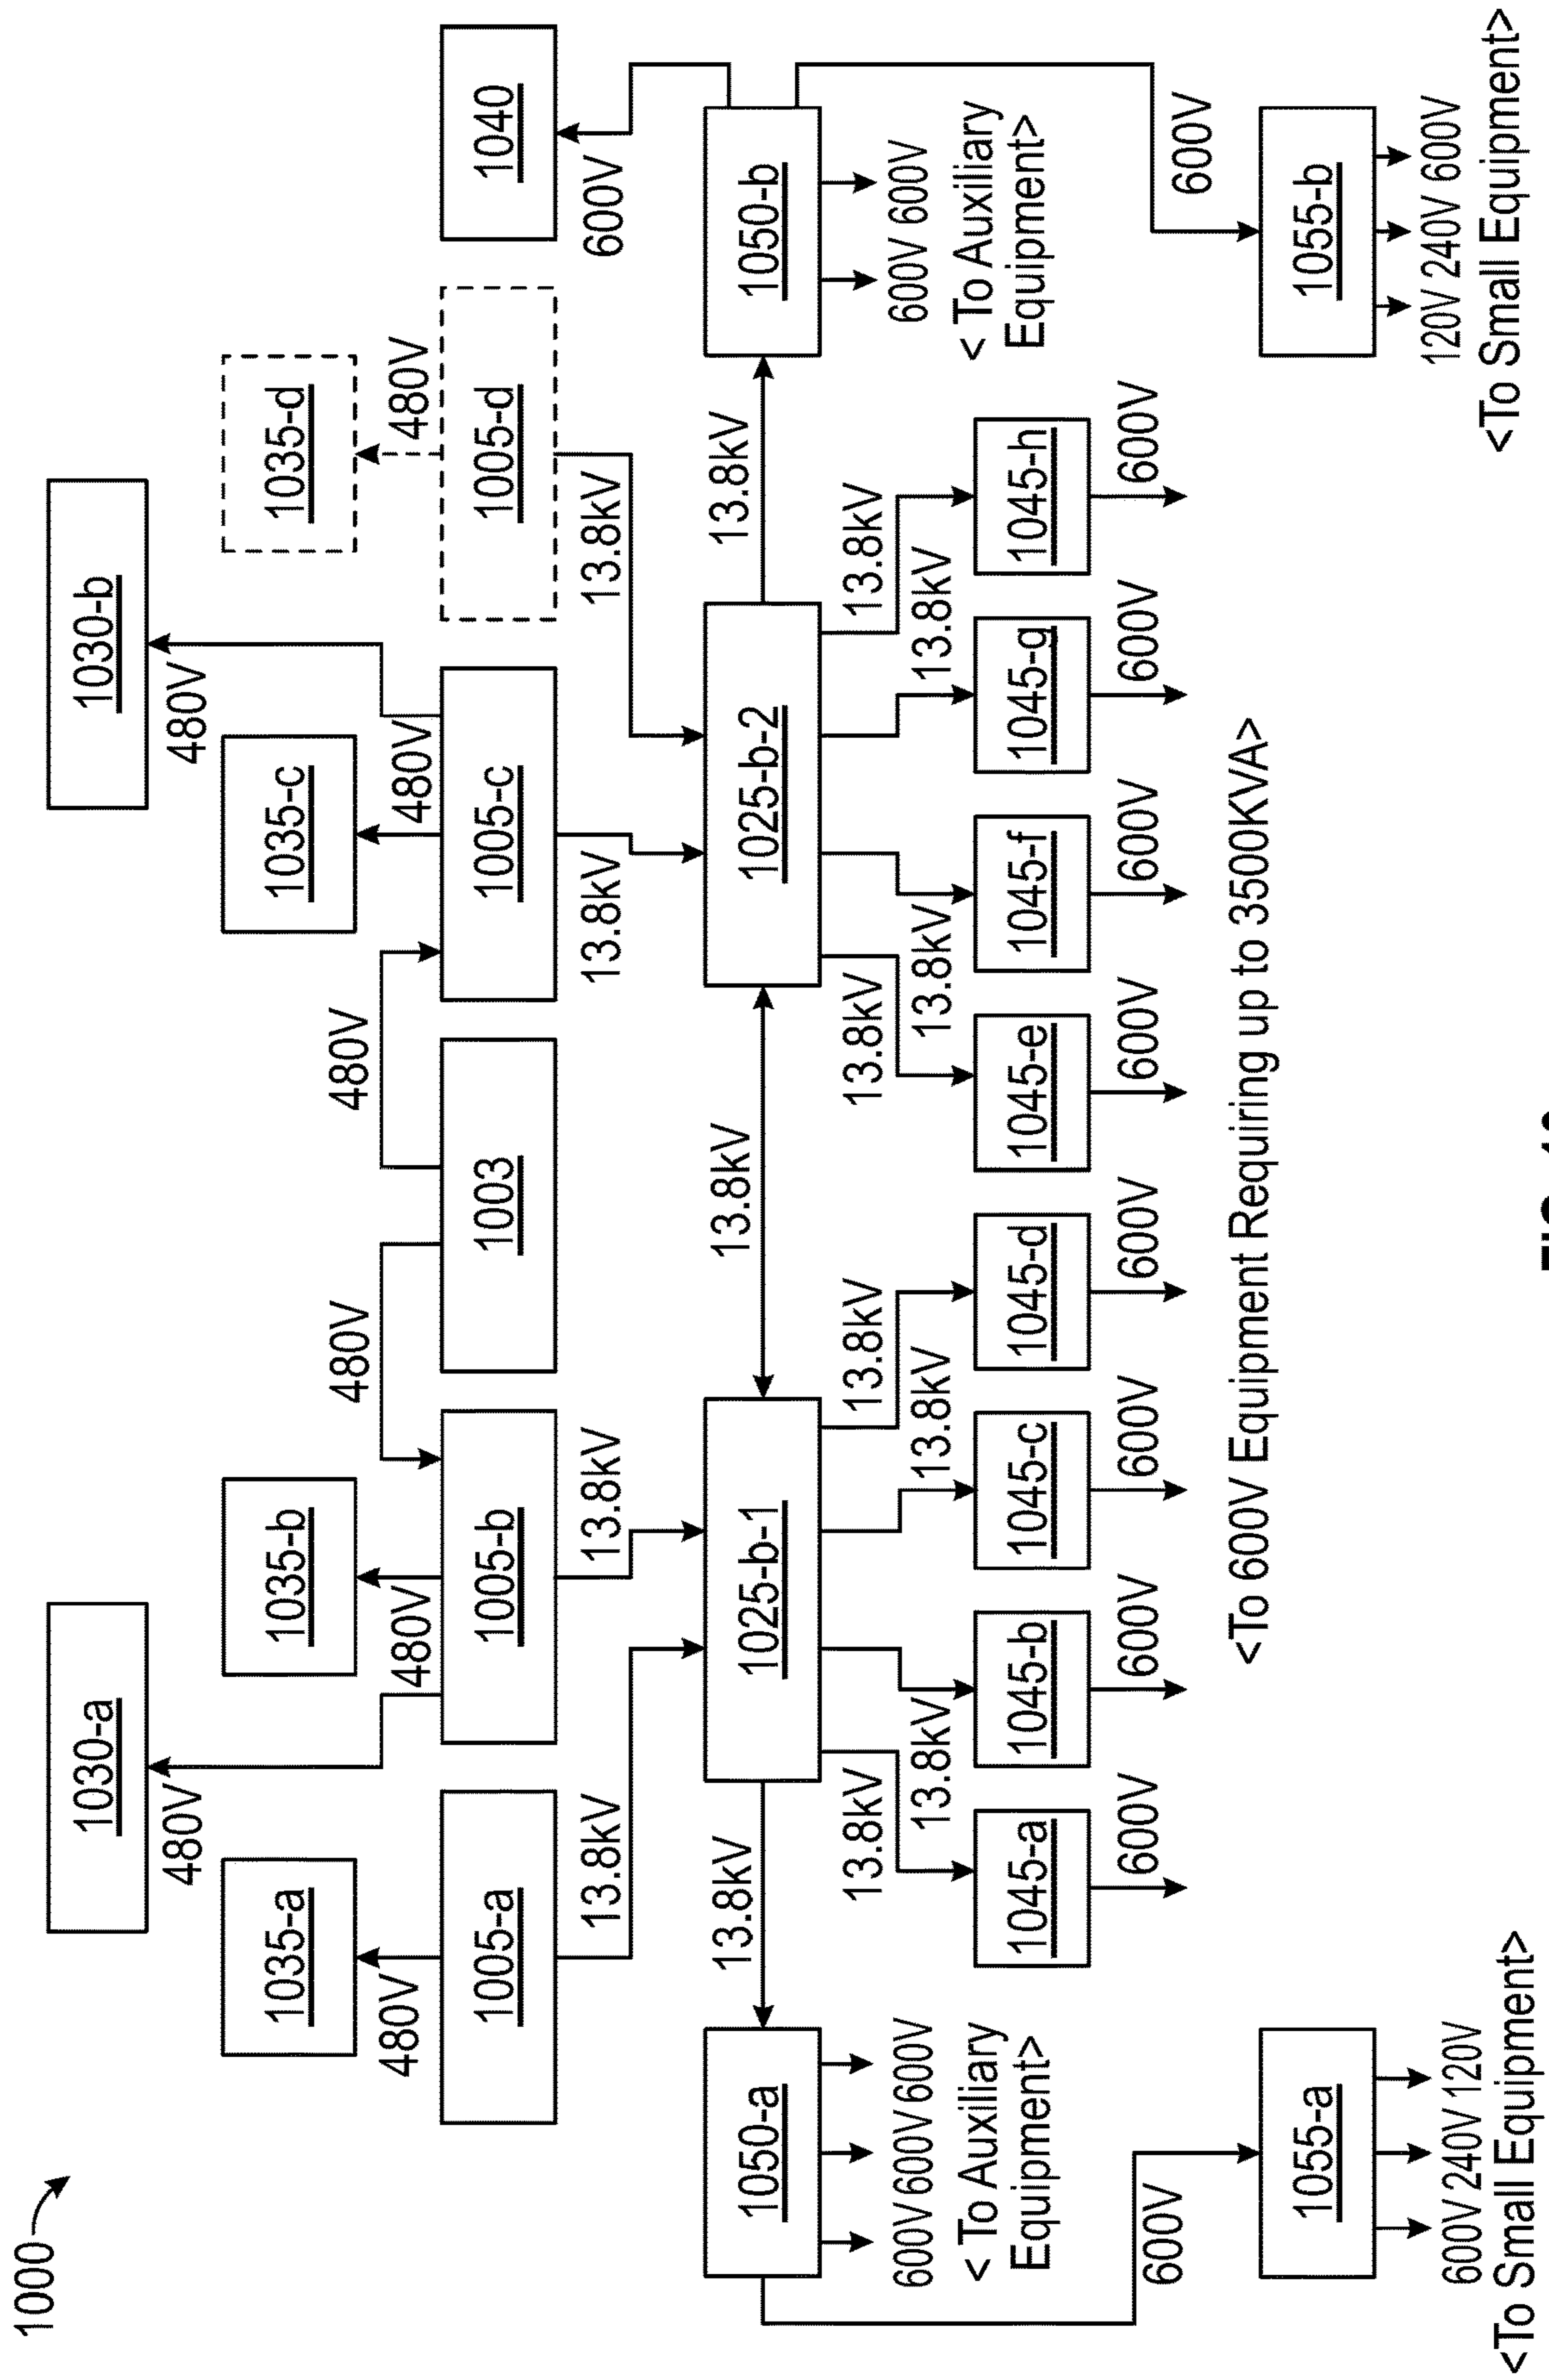 1000
1030-a
1030-b
480V
480V
1035-a
1035-b
1035-c
1035-d
480V
480V
480V
480V
480V
480V
1005-a
1005-b
1003
1005-c
1005-d
1040
13.8kV
13.8kV
13.8kV
13.8kV
600V
13.8kV
13.8kV
13.8kV
1050-a
1025-b-1
1025-b-2
1050-b
600V 600V 600V
< To Auxiliary
Equipment>
13.8kV
13.8kV
13.8kV
13.8kV
13.8kV
13.8kV
13.8kV
13.8kV
600V 600V
< To Auxiliary
Equipment>
1045-a
1045-b
1045-c
1045-d
1045-e
1045-f
1045-g
1045-h
600V
600V
600V
600V
600V
600V
600V
600V
600V
600V
<To 600V Equipment Requiring up to 3500KVA>
1055-a
1055-b
600V 240V 120V
<To Small Equipment>
120V 240V 600V
<To Small Equipment>